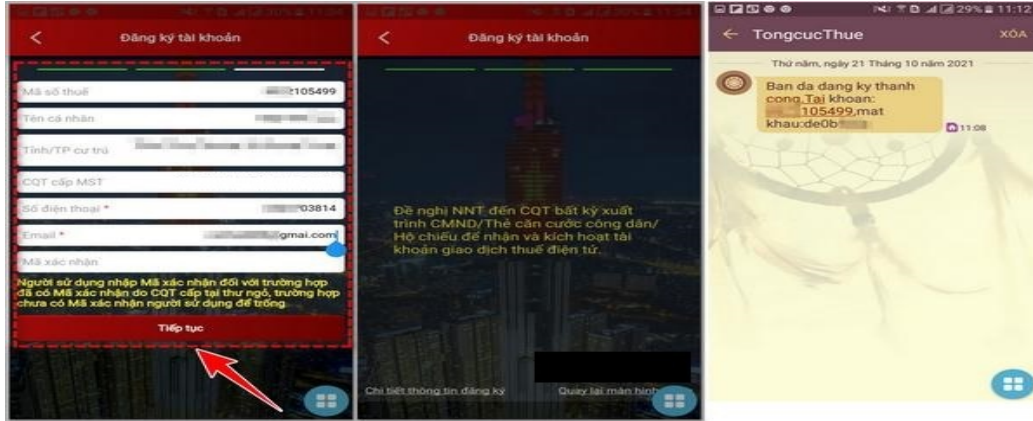 Đăng ký tài khoản
Mã số thuế 105499
Tên cá nhân
Tỉnh/TP cư trú
CQT cấp MST
Số điện thoại * 03814
Email * gmai.com
Mã xác nhận
Người sử dụng nhập Mã xác nhận đối với trường hợp
đã có Mã xác nhận do CQT cấp tại thư ngỏ, trường hợp
chưa có Mã xác nhận người sử dụng để trống
Tiếp tục
Đăng ký tài khoản
Đề nghị NNT đến CQT bất kỳ xuất
trình CMND/Thẻ căn cước công dân/
Hộ chiếu để nhận và kích hoạt tài
khoản giao dịch thuế điện tử.
Chi tiết thông tin đăng ký Quay lại màn hình
29% 11:12
TongcucThue XÓA
Thứ năm, ngày 21 Tháng 10 năm 2021
Ban da dang ky thanh
cong.Tai khoan:
105499,mat
khau:de0b
11:08